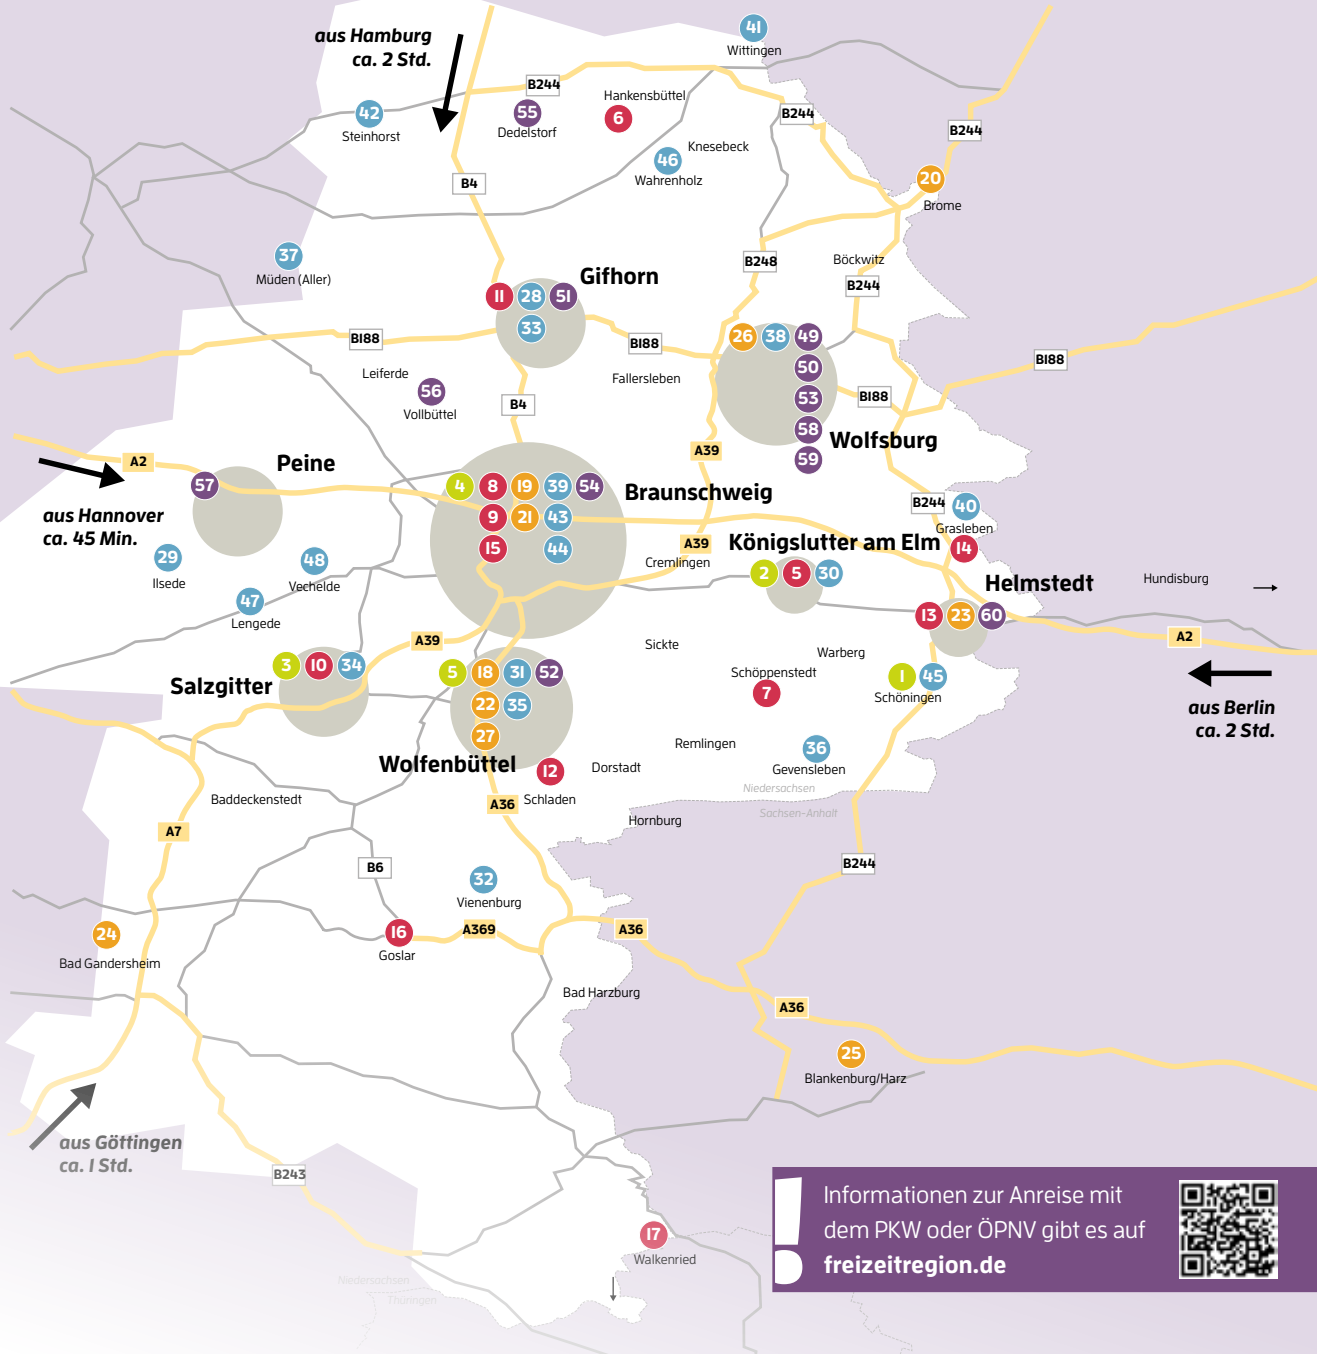 41
Wittingen
aus Hamburg
ca. 2 Std.
B244
42
Steinhorst
55
Dedelstorf
Hankensbüttel
6
B244
B244
46
Wahrenholz
Knesebeck
B4
20
Brome
37
Müden (Aller)
B248
Böckwitz
B244
Gifhorn
11 28 51
33
B188
B188
26 38 49
50
53
58
59
Wolfsburg
B188
B188
Leiferde
56
Vollbüttel
Fallersleben
B4
A39
A2
Peine
57
aus Hannover
ca. 45 Min.
Braunschweig
4 8 19 39 54
9 21 43
15 44
B244
40
Grasleben
14
A39
Königslutter am Elm
2 5 30
Cremlingen
29
Ilsede
48
Vechelde
47
Lengede
Helmstedt
13 23 60
Hundisburg
A2
A39
Sickte
Warberg
3 10 34
Salzgitter
5 18 31 52
22 35
27
Wolfenbüttel
Schöppenstedt
7
1 45
Schöningen
aus Berlin
ca. 2 Std.
Remlingen
36
Gevensleben
Dorstadt
12
Schladen
Niedersachsen
Sachsen-Anhalt
Baddeckenstedt
A36
Hornburg
A7
B6
B244
32
Vienenburg
16
Goslar
A369
A36
24
Bad Gandersheim
Bad Harzburg
A36
25
Blankenburg/Harz
aus Göttingen
ca. 1 Std.
B243
17
Walkenried
Niedersachsen
Thüringen
! Informationen zur Anreise mit
dem PKW oder ÖPNV gibt es auf
freizeitregion.de